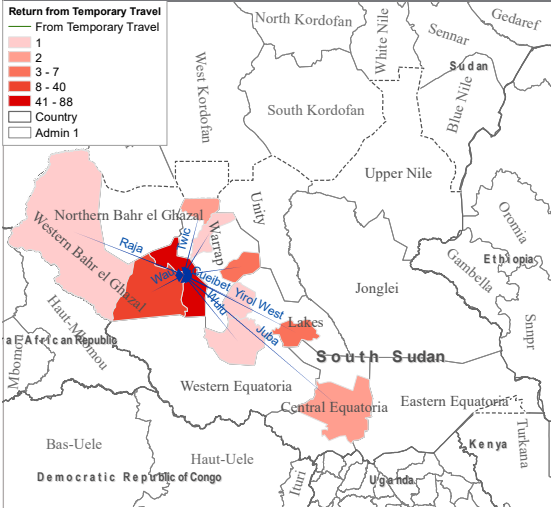 Return from Temporary Travel
From Temporary Travel
1
2
3 - 7
8 - 40
41 - 88
Country
Admin 1
North Kordofan
White Nile
Sennar
Gedaref
Sudan
West Kordofan
South Kordofan
Blue Nile
Upper Nile
Northern Bahr el Ghazal
Unity
Twic
Warrap
Oromia
Raja
Western Bahr el Ghazal
Gambella
Ethiopia
Cueibet
Yirol West
Wulu
Jonglei
Haut-Mbomou
Lakes
Juba
Snnpr
al African Republic
Mbomou
South Sudan
Western Equatoria
Central Equatoria
Eastern Equatoria
Turkana
Bas-Uele
Haut-Uele
Kenya
Democratic Republic of Congo
Ituri
Uganda